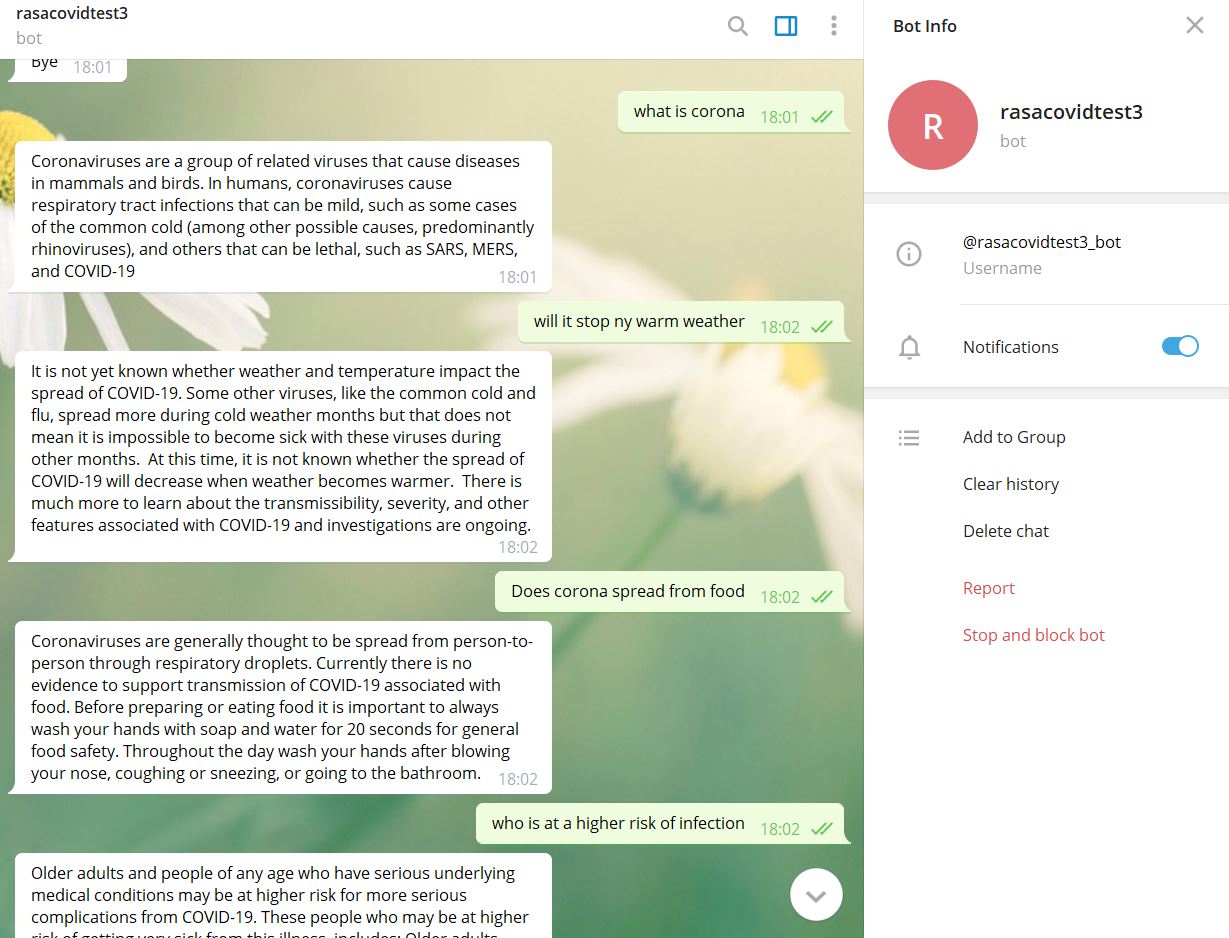 rasacovidtest3
bot
Bye 18:01
what is corona 18:01
Coronaviruses are a group of related viruses that cause diseases
in mammals and birds. In humans, coronaviruses cause
respiratory tract infections that can be mild, such as some cases
of the common cold (among other possible causes, predominantly
rhinoviruses), and others that can be lethal, such as SARS, MERS,
and COVID-19 18:01
will it stop ny warm weather 18:02
It is not yet known whether weather and temperature impact the
spread of COVID-19. Some other viruses, like the common cold and
flu, spread more during cold weather months but that does not
mean it is impossible to become sick with these viruses during
other months.  At this time, it is not known whether the spread of
COVID-19 will decrease when weather becomes warmer.  There is
much more to learn about the transmissibility, severity, and other
features associated with COVID-19 and investigations are ongoing.
18:02
Does corona spread from food 18:02
Coronaviruses are generally thought to be spread from person-to-
person through respiratory droplets. Currently there is no
evidence to support transmission of COVID-19 associated with
food. Before preparing or eating food it is important to always
wash your hands with soap and water for 20 seconds for general
food safety. Throughout the day wash your hands after blowing
your nose, coughing or sneezing, or going to the bathroom. 18:02
who is at a higher risk of infection 18:02
Older adults and people of any age who have serious underlying
medical conditions may be at higher risk for more serious
complications from COVID-19. These people who may be at higher
risk of getting very sick from this illness, includes: Older adults
Bot Info
R
rasacovidtest3
bot
@rasacovidtest3_bot
Username
Notifications
Add to Group
Clear history
Delete chat
Report
Stop and block bot